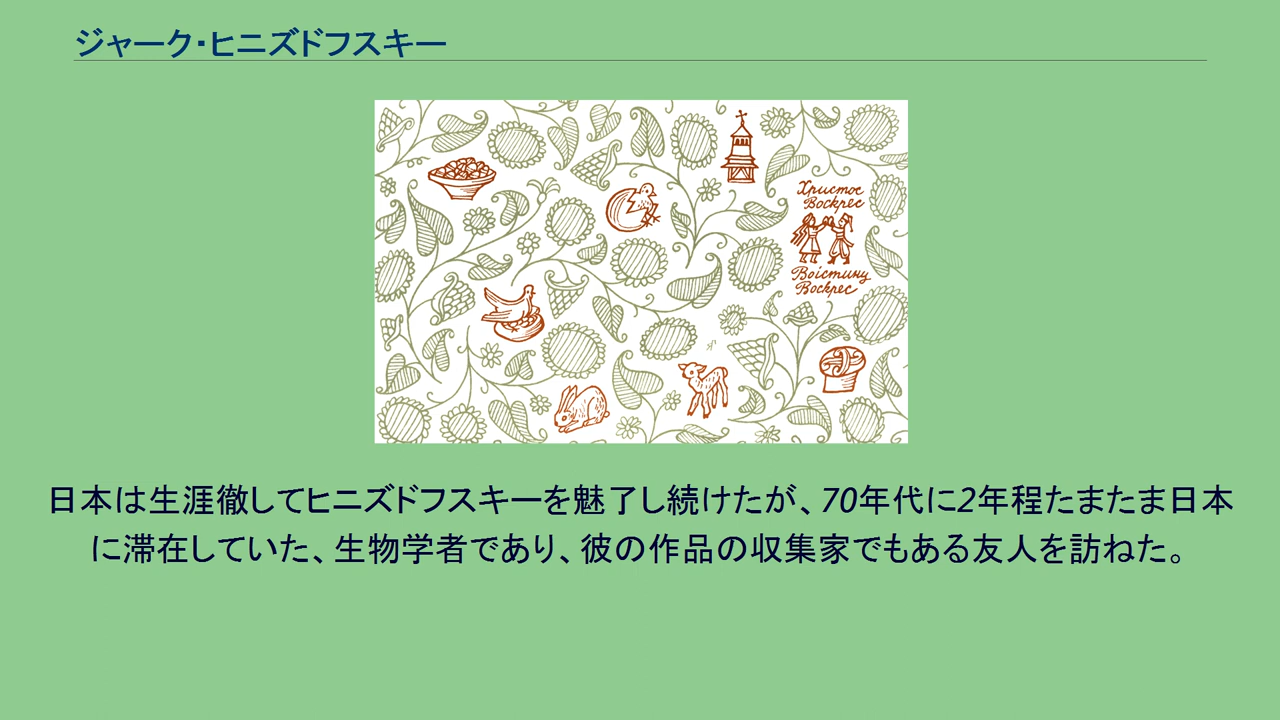 ジャーク・ヒニズドフスキー
Христос
Воскрес
Воістину
Воскрес
日本は生涯徹してヒニズドフスキーを魅了し続けたが、70年代に2年程たまたま日本
に滞在していた、生物学者であり、彼の作品の収集家でもある友人を訪ねた。